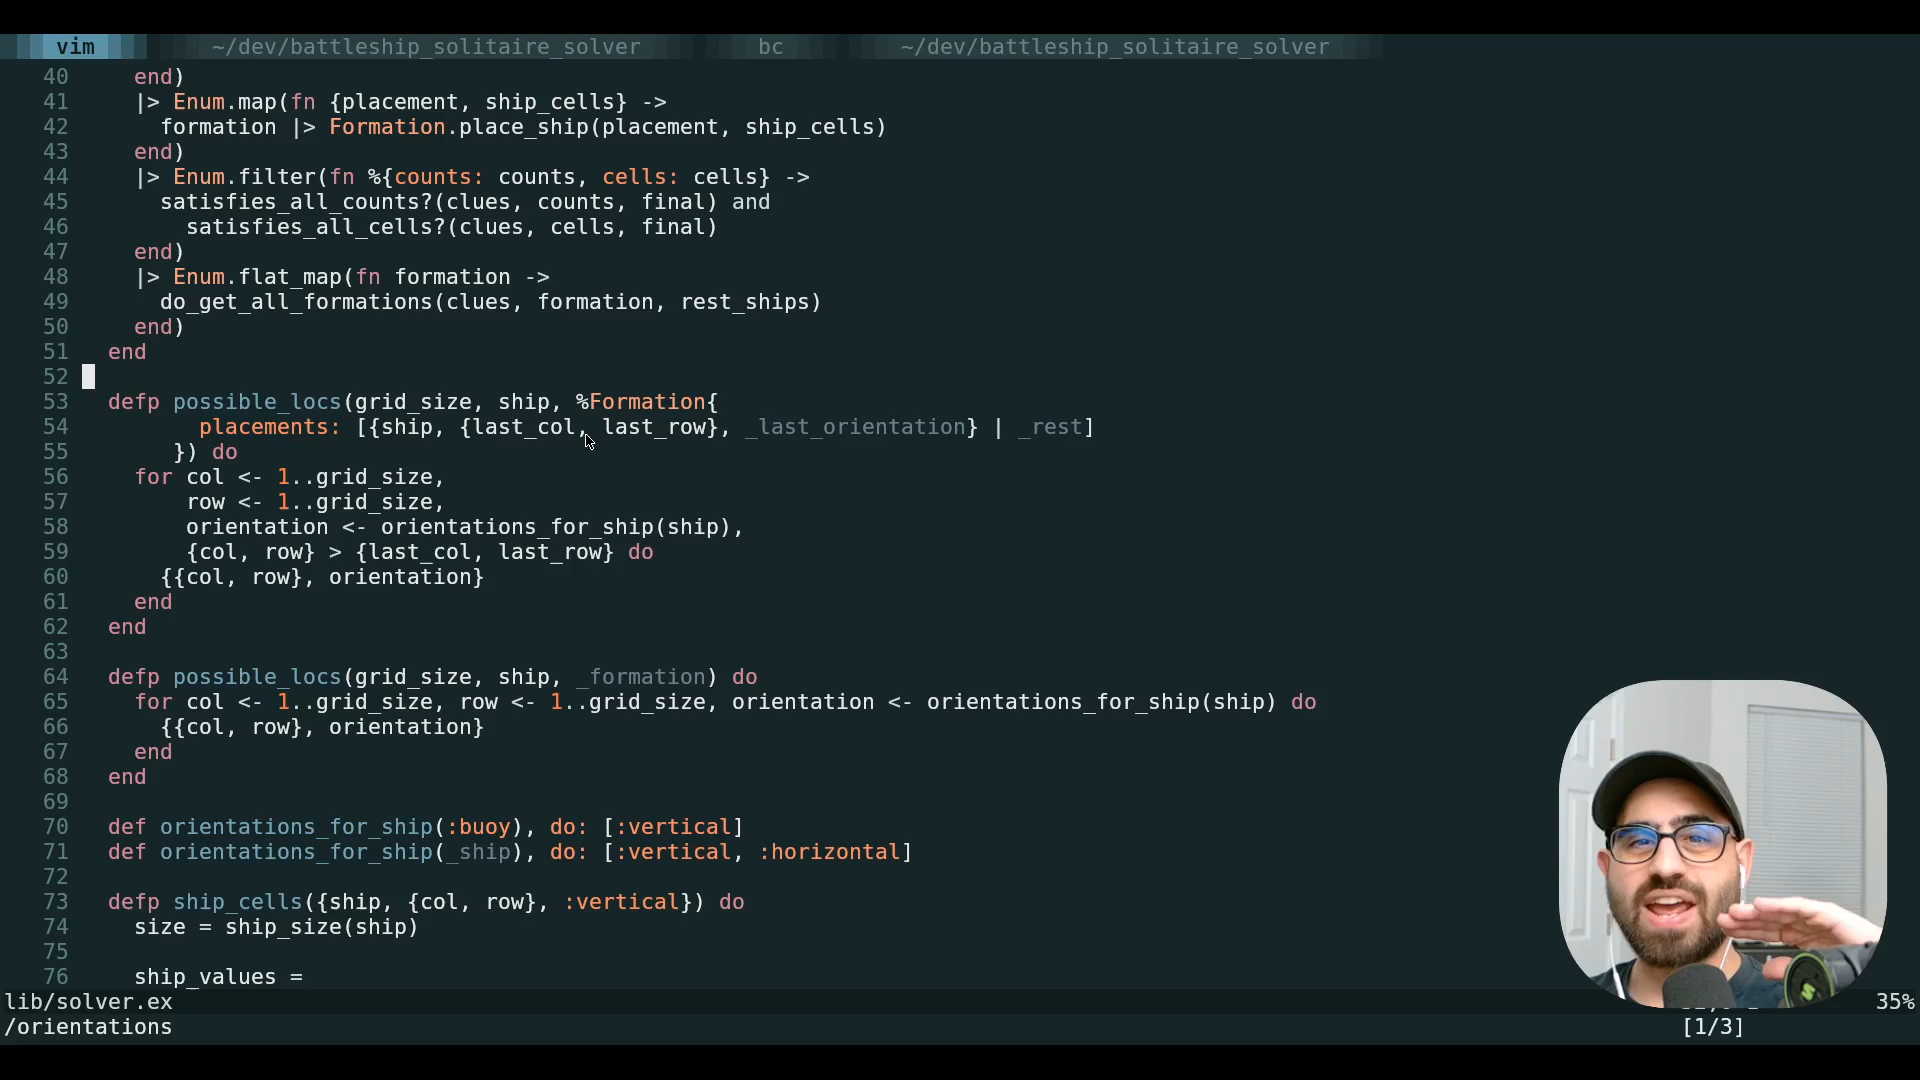 vim ~/dev/battleship_solitaire_solver bc ~/dev/battleship_solitaire_solver
40     end)
41     |> Enum.map(fn {placement, ship_cells} ->
42       formation |> Formation.place_ship(placement, ship_cells)
43     end)
44     |> Enum.filter(fn %{counts: counts, cells: cells} ->
45       satisfies_all_counts?(clues, counts, final) and
46         satisfies_all_cells?(clues, cells, final)
47     end)
48     |> Enum.flat_map(fn formation ->
49       do_get_all_formations(clues, formation, rest_ships)
50     end)
51   end
52
53   defp possible_locs(grid_size, ship, %Formation{
54          placements: [{ship, {last_col, last_row}, _last_orientation} | _rest]
55        }) do
56     for col <- 1..grid_size,
57         row <- 1..grid_size,
58         orientation <- orientations_for_ship(ship),
59         {col, row} > {last_col, last_row} do
60       {{col, row}, orientation}
61     end
62   end
63
64   defp possible_locs(grid_size, ship, _formation) do
65     for col <- 1..grid_size, row <- 1..grid_size, orientation <- orientations_for_ship(ship) do
66       {{col, row}, orientation}
67     end
68   end
69
70   def orientations_for_ship(:buoy), do: [:vertical]
71   def orientations_for_ship(_ship), do: [:vertical, :horizontal]
72
73   defp ship_cells({ship, {col, row}, :vertical}) do
74     size = ship_size(ship)
75
76     ship_values =
lib/solver.ex 35%
/orientations [1/3]